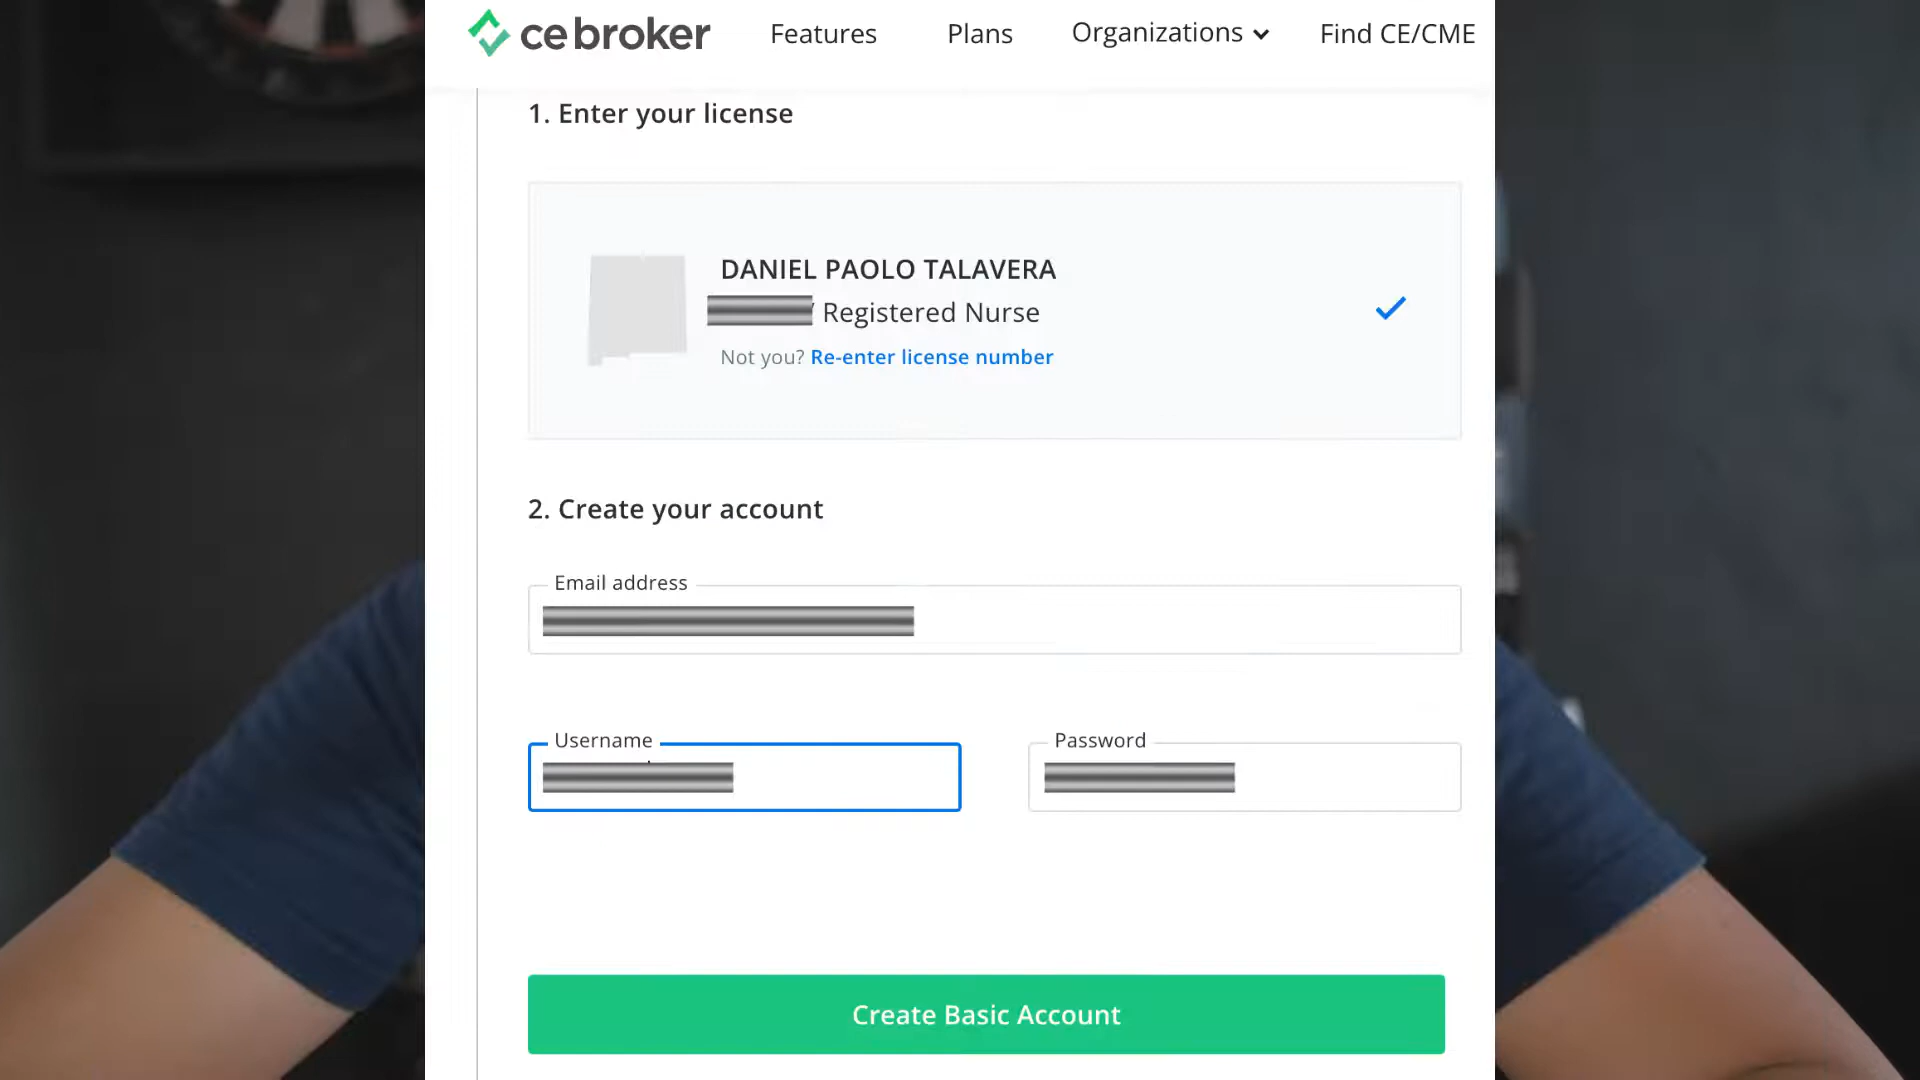 ce broker
Features
Plans
Organizations
Find CE/CME
1. Enter your license
DANIEL PAOLO TALAVERA
Registered Nurse
Not you? Re-enter license number
2. Create your account
Email address
Username
Password
Create Basic Account